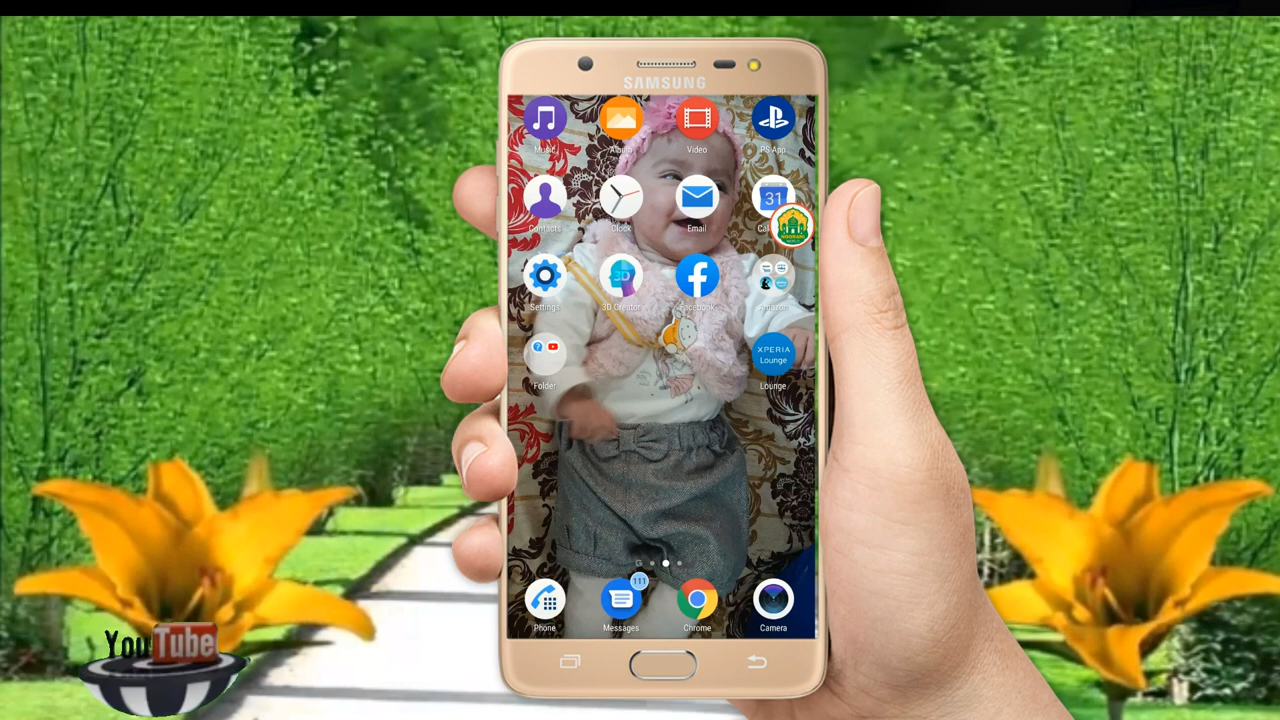 SAMSUNG
Music
Album
Video
PS App
Contacts
Clock
Email
31
Settings
3D
3D Creator
Facebook
Amazon
XPERIA
Lounge
Folder
Lounge
111
Phone
Messages
Chrome
Camera
YouTube